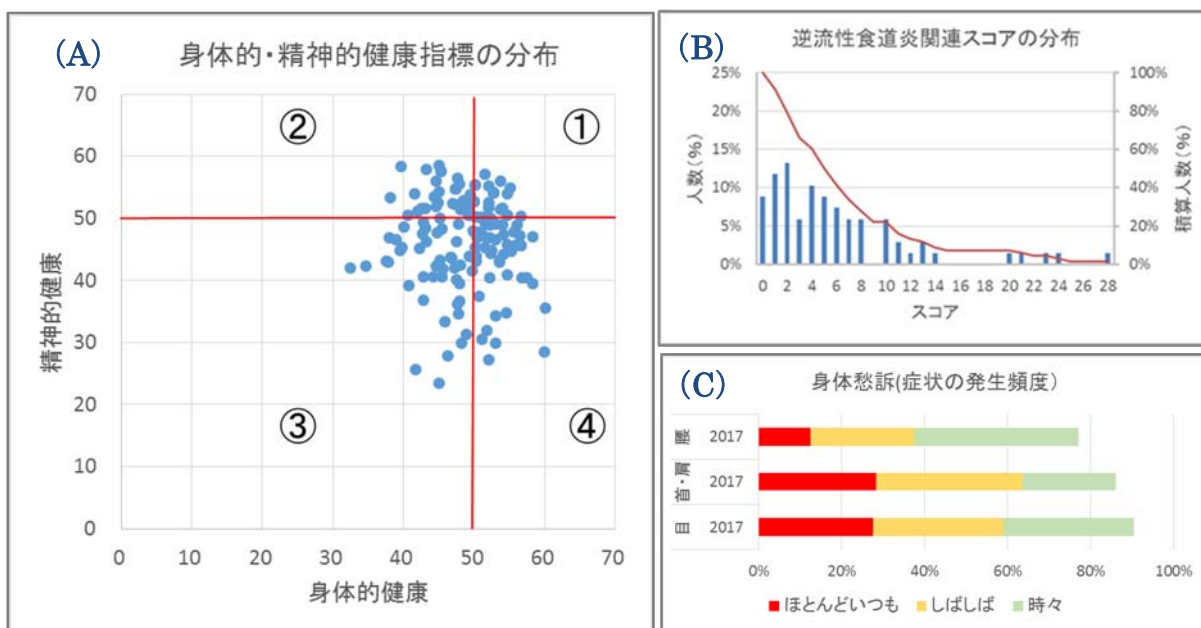 (A)
身体的・精神的健康指標の分布
70
60
50
40
30
20
10
0
② ①
③ ④
精神的健康
0 10 20 30 40 50 60 70
身体的健康
(B)
逆流性食道炎関連スコアの分布
25%
20%
15%
10%
5%
0%
人数(%)
100%
80%
60%
40%
20%
0%
積算人数(%)
0 2 4 6 8 10 12 14 16 18 20 22 24 26 28
スコア
(C)
身体愁訴(症状の発生頻度)
腰 2017
首・肩 2017
目 2017
0% 20% 40% 60% 80% 100%
ほとんどいつも しばしば 時々